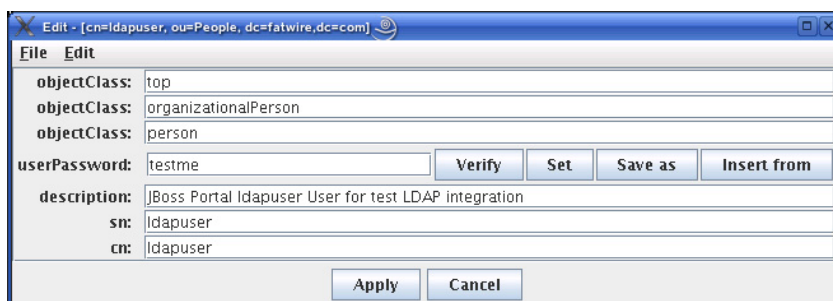 Edit - [cn=ldapuser, ou=People, dc=fatwire,dc=com]
File Edit
objectClass: top
objectClass: organizationalPerson
objectClass: person
userPassword: testme Verify Set Save as Insert from
description: JBoss Portal ldapuser User for test LDAP integration
sn: ldapuser
cn: ldapuser
Apply Cancel